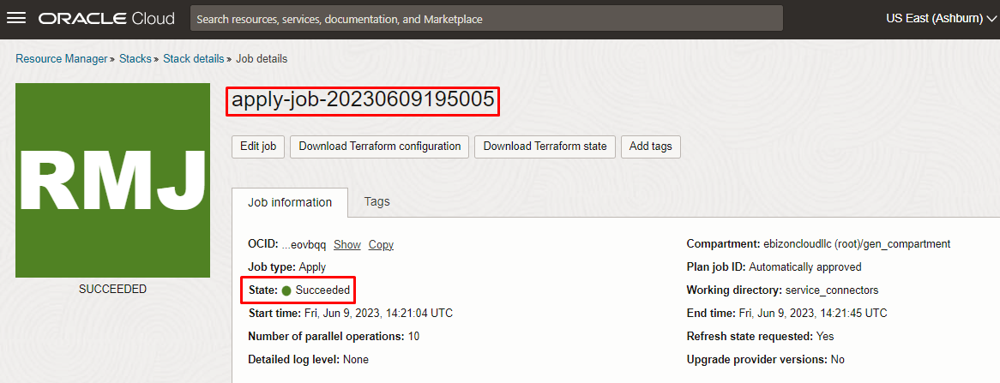 ORACLE Cloud
Search resources, services, documentation, and Marketplace
US East (Ashburn)
Resource Manager » Stacks » Stack details » Job details
RMJ
SUCCEEDED
apply-job-20230609195005
Edit job
Download Terraform configuration
Download Terraform state
Add tags
Job information
Tags
OCID: ...eovbqq Show Copy
Job type: Apply
State: Succeeded
Start time: Fri, Jun 9, 2023, 14:21:04 UTC
Number of parallel operations: 10
Detailed log level: None
Compartment: ebizoncloudllc (root)/gen_compartment
Plan job ID: Automatically approved
Working directory: service_connectors
End time: Fri, Jun 9, 2023, 14:21:45 UTC
Refresh state requested: Yes
Upgrade provider versions: No